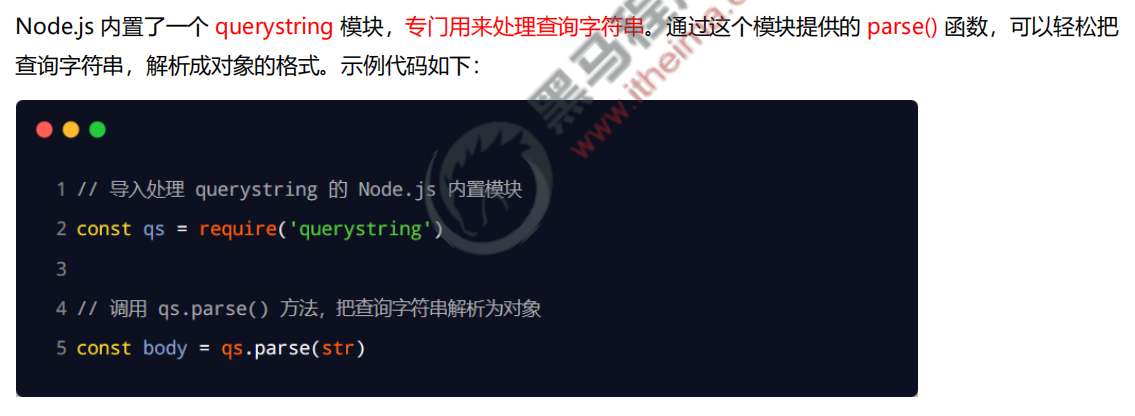 Node.js 内置了一个 querystring 模块，专门用来处理查询字符串。通过这个模块提供的 parse() 函数，可以轻松把
查询字符串，解析成对象的格式。示例代码如下：
黑马程序
www.itheima.co
1 // 导入处理 querystring 的 Node.js 内置模块
2 const qs = require('querystring')
3
4 // 调用 qs.parse() 方法，把查询字符串解析为对象
5 const body = qs.parse(str)